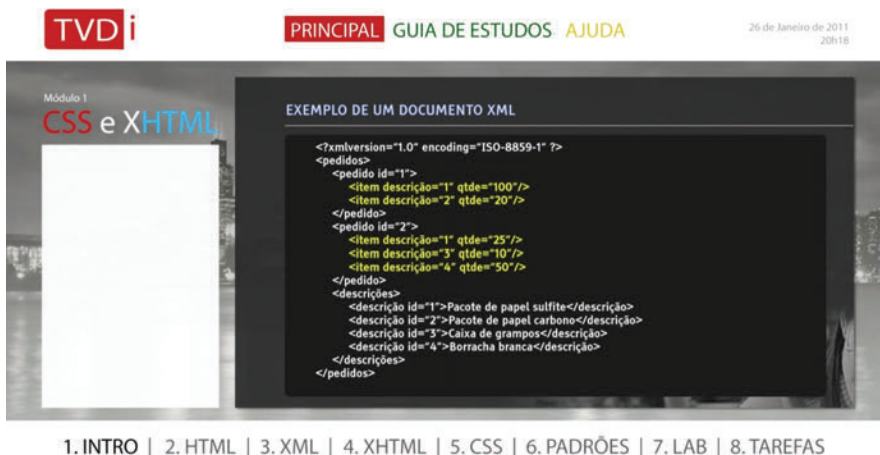 TVDi
PRINCIPAL GUIA DE ESTUDOS AJUDA
26 de Janeiro de 2011
20h18
Módulo 1
CSS e XHTML
EXEMPLO DE UM DOCUMENTO XML
<?xmlversion="1.0" encoding="ISO-8859-1" ?>
<pedidos>
<pedido id="1">
<item descrição="1" qtde="100"/>
<item descrição="2" qtde="20"/>
</pedido>
<pedido id="2">
<item descrição="1" qtde="25"/>
<item descrição="3" qtde="10"/>
<item descrição="4" qtde="50"/>
</pedido>
<descrições>
<descrição id="1">Pacote de papel sulfite</descrição>
<descrição id="2">Pacote de papel carbono</descrição>
<descrição id="3">Caixa de grampos</descrição>
<descrição id="4">Borracha branca</descrição>
</descrições>
</pedidos>
1. INTRO | 2. HTML | 3. XML | 4. XHTML | 5. CSS | 6. PADRÕES | 7. LAB | 8. TAREFAS